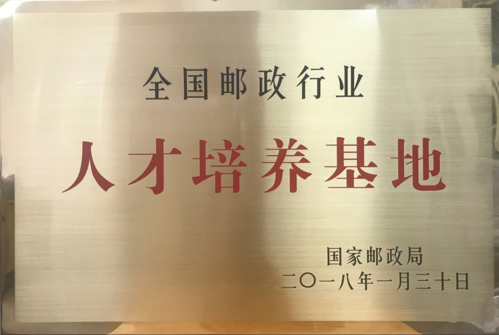 全国邮政行业
人才培养基地
国家邮政局
二〇一八年一月三十日